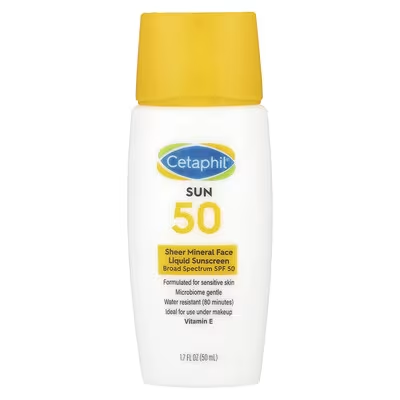 Cetaphil®
SUN
50
Sheer Mineral Face
Liquid Sunscreen
Broad Spectrum SPF 50
Formulated for sensitive skin
Microbiome gentle
Water resistant (80 minutes)
Ideal for use under makeup
Vitamin E
1.7 FL OZ (50 mL)